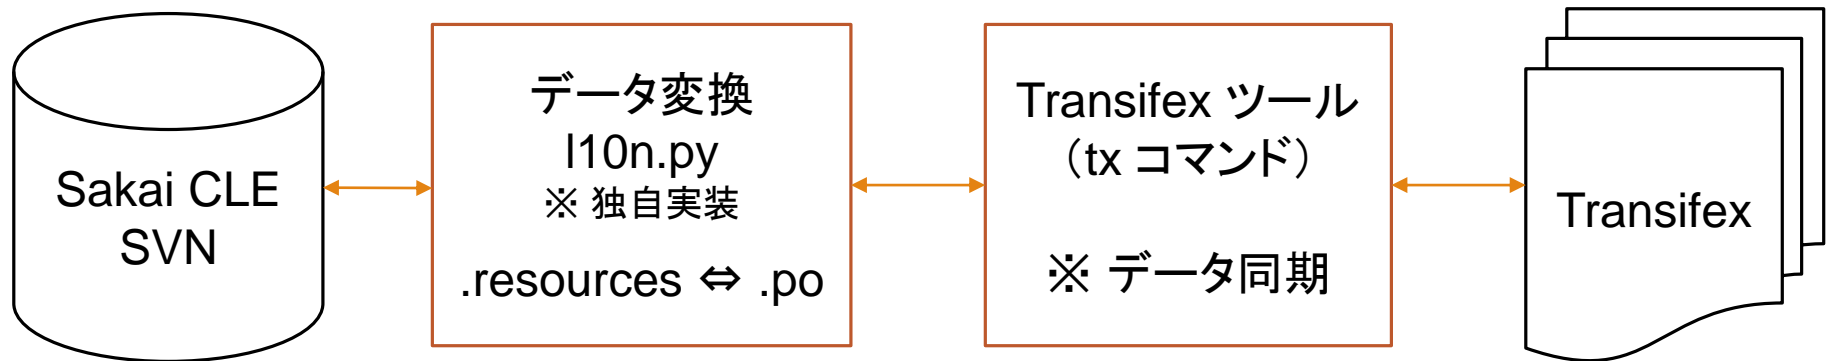 Sakai CLE
SVN
データ変換
l10n.py
※ 独自実装
.resources ⇔ .po
Transifex ツール
（tx コマンド）
※ データ同期
Transifex